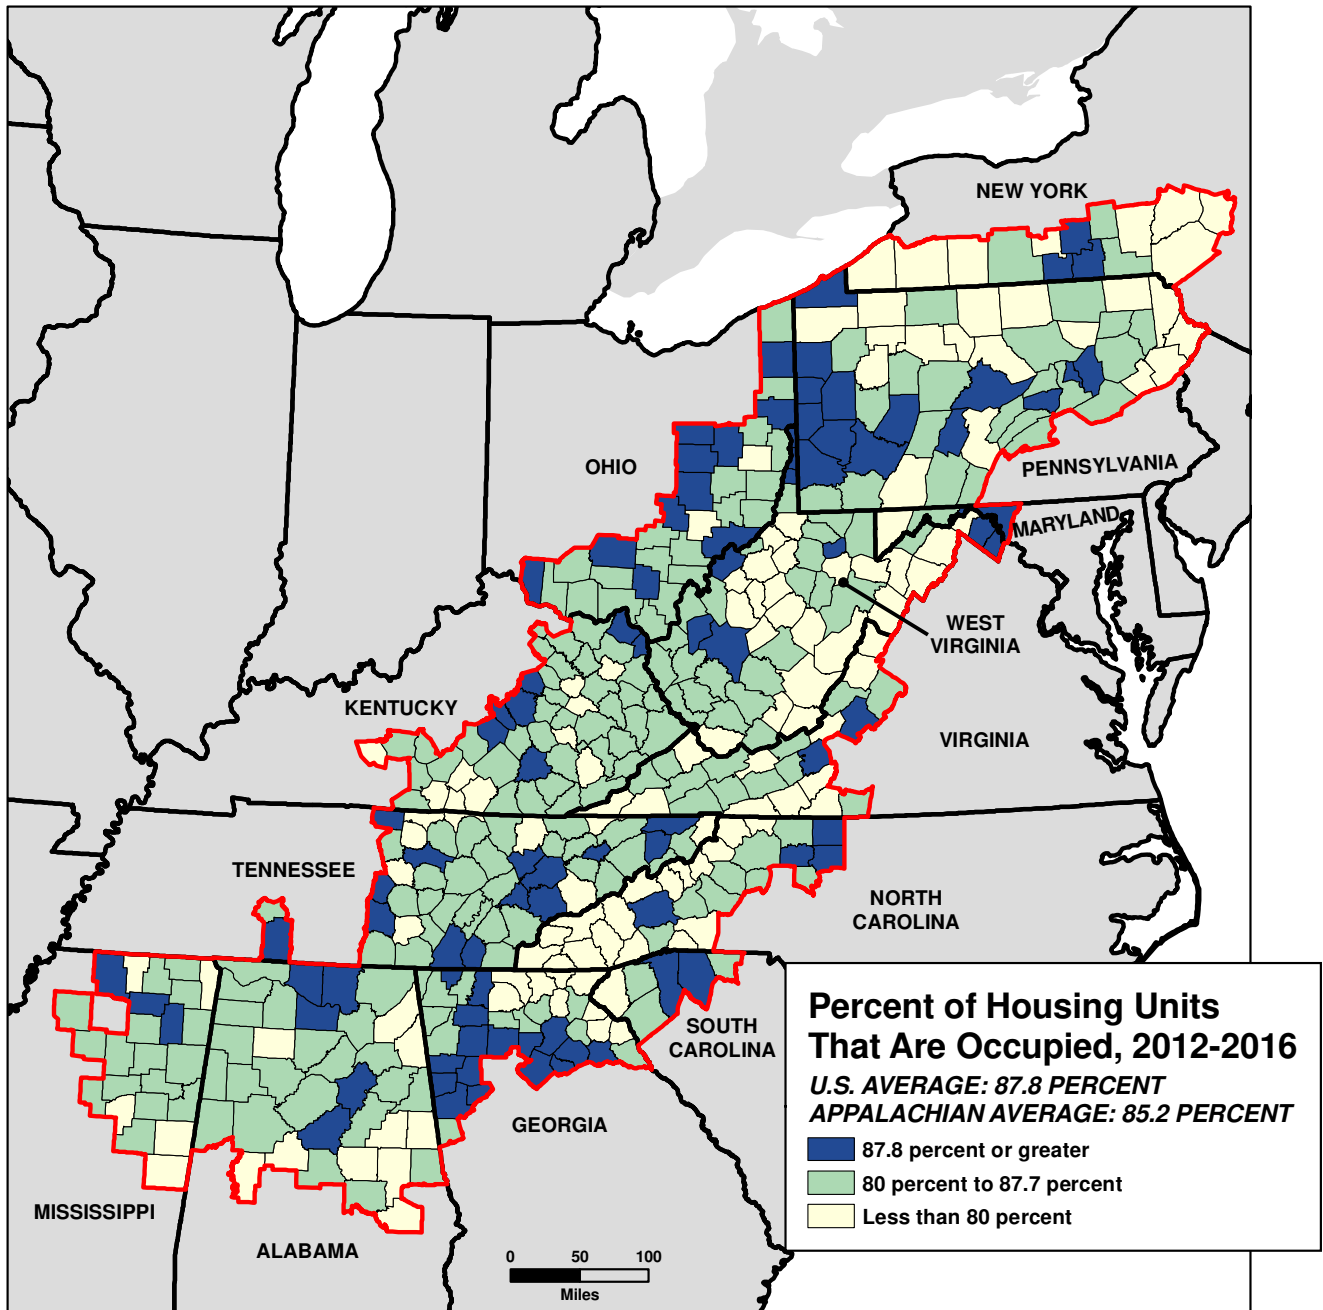 NEW YORK
OHIO
PENNSYLVANIA
MARYLAND
WEST
VIRGINIA
KENTUCKY
VIRGINIA
TENNESSEE
NORTH
CAROLINA
SOUTH
CAROLINA
GEORGIA
MISSISSIPPI
ALABAMA
Percent of Housing Units
That Are Occupied, 2012-2016
U.S. AVERAGE: 87.8 PERCENT
APPALACHIAN AVERAGE: 85.2 PERCENT
87.8 percent or greater
80 percent to 87.7 percent
Less than 80 percent
0 50 100
Miles